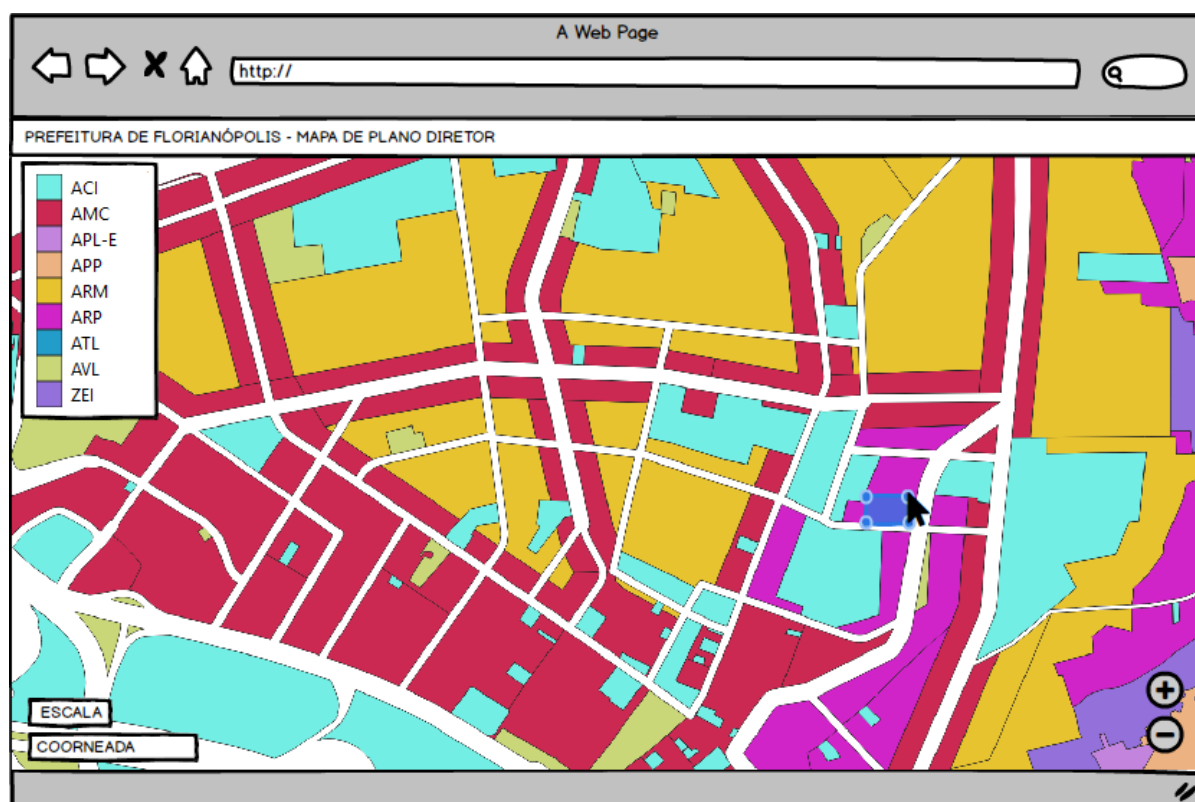 A Web Page
http://
PREFEITURA DE FLORIANÓPOLIS - MAPA DE PLANO DIRETOR
ACI
AMC
APL-E
APP
ARM
ARP
ATL
AVL
ZEI
ESCALA
COORNEADA